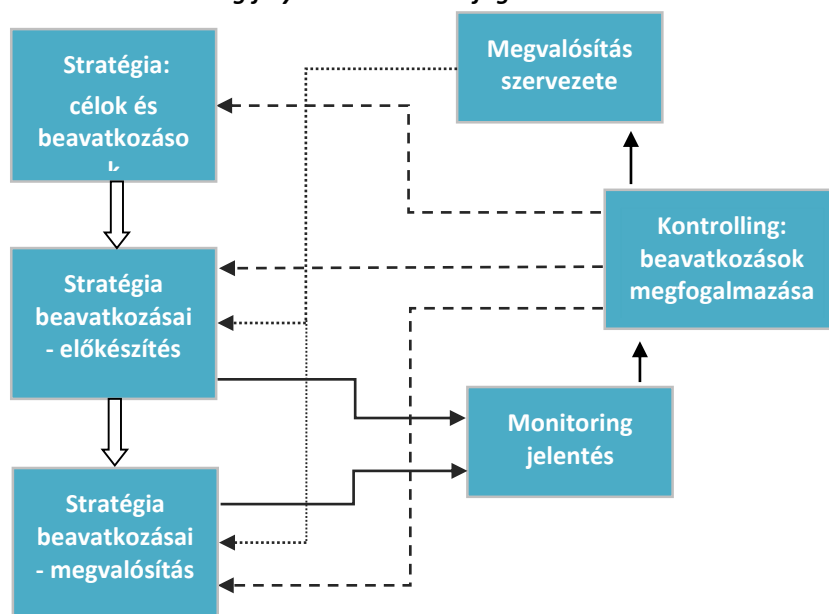 Stratégia:
célok és
beavatkozáso
k
Stratégia
beavatkozásai
- előkészítés
Stratégia
beavatkozásai
- megvalósítás
Megvalósítás
szervezete
Kontrolling:
beavatkozások
megfogalmazása
Monitoring
jelentés